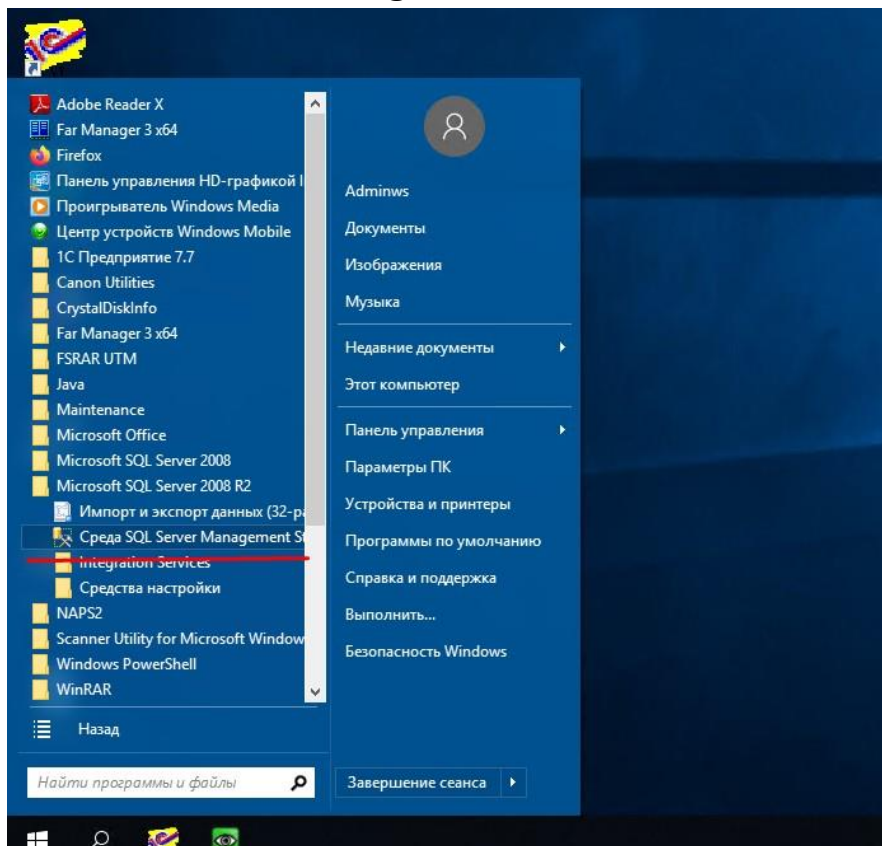 Adobe Reader X
Far Manager 3 x64
Firefox
Панель управления HD-графикой I
Проигрыватель Windows Media
Центр устройств Windows Mobile
1С Предприятие 7.7
Canon Utilities
CrystalDiskInfo
Far Manager 3 x64
FSRAR UTM
Java
Maintenance
Microsoft Office
Microsoft SQL Server 2008
Microsoft SQL Server 2008 R2
Импорт и экспорт данных (32-ра
Среда SQL Server Management St
Integration Services
Средства настройки
NAPS2
Scanner Utility for Microsoft Window
Windows PowerShell
WinRAR
Назад
Найти программы и файлы
Adminws
Документы
Изображения
Музыка
Недавние документы
Этот компьютер
Панель управления
Параметры ПК
Устройства и принтеры
Программы по умолчанию
Справка и поддержка
Выполнить...
Безопасность Windows
Завершение сеанса